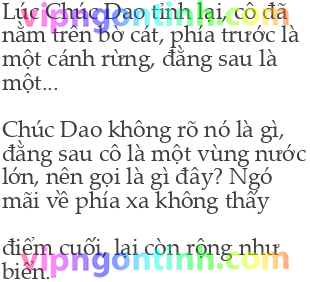 Lúc Chúc Dao tỉnh lại, cô đã
vipngontinh.com
nằm trên bờ cát, phía trước là
một cánh rừng, đằng sau là
một...
Chúc Dao không rõ nó là gì,
đằng sau cô là một vùng nước
lớn, nên gọi là gì đây? Ngó
mãi về phía xa không thấy
điểm cuối, lại còn rộng như
vipngontinh.com
biển.